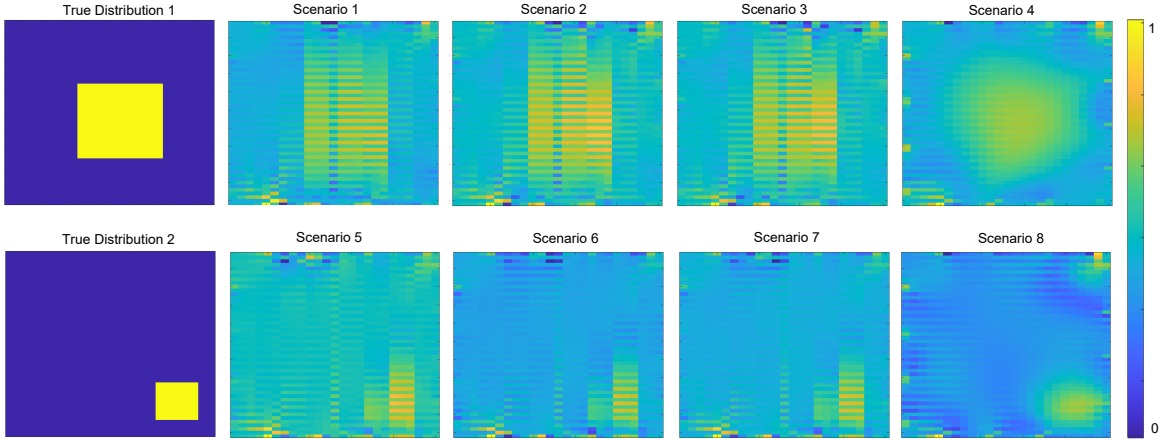 True Distribution 1
Scenario 1
Scenario 2
Scenario 3
Scenario 4
1
True Distribution 2
Scenario 5
Scenario 6
Scenario 7
Scenario 8
0